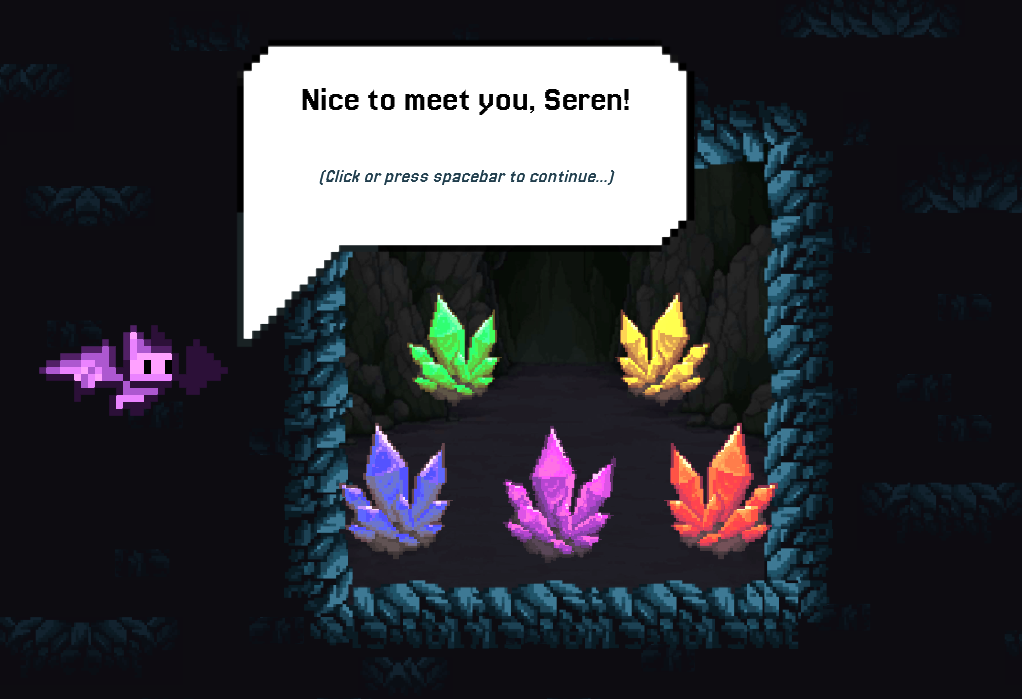 Nice to meet you, Seren!
(Click or press spacebar to continue...)